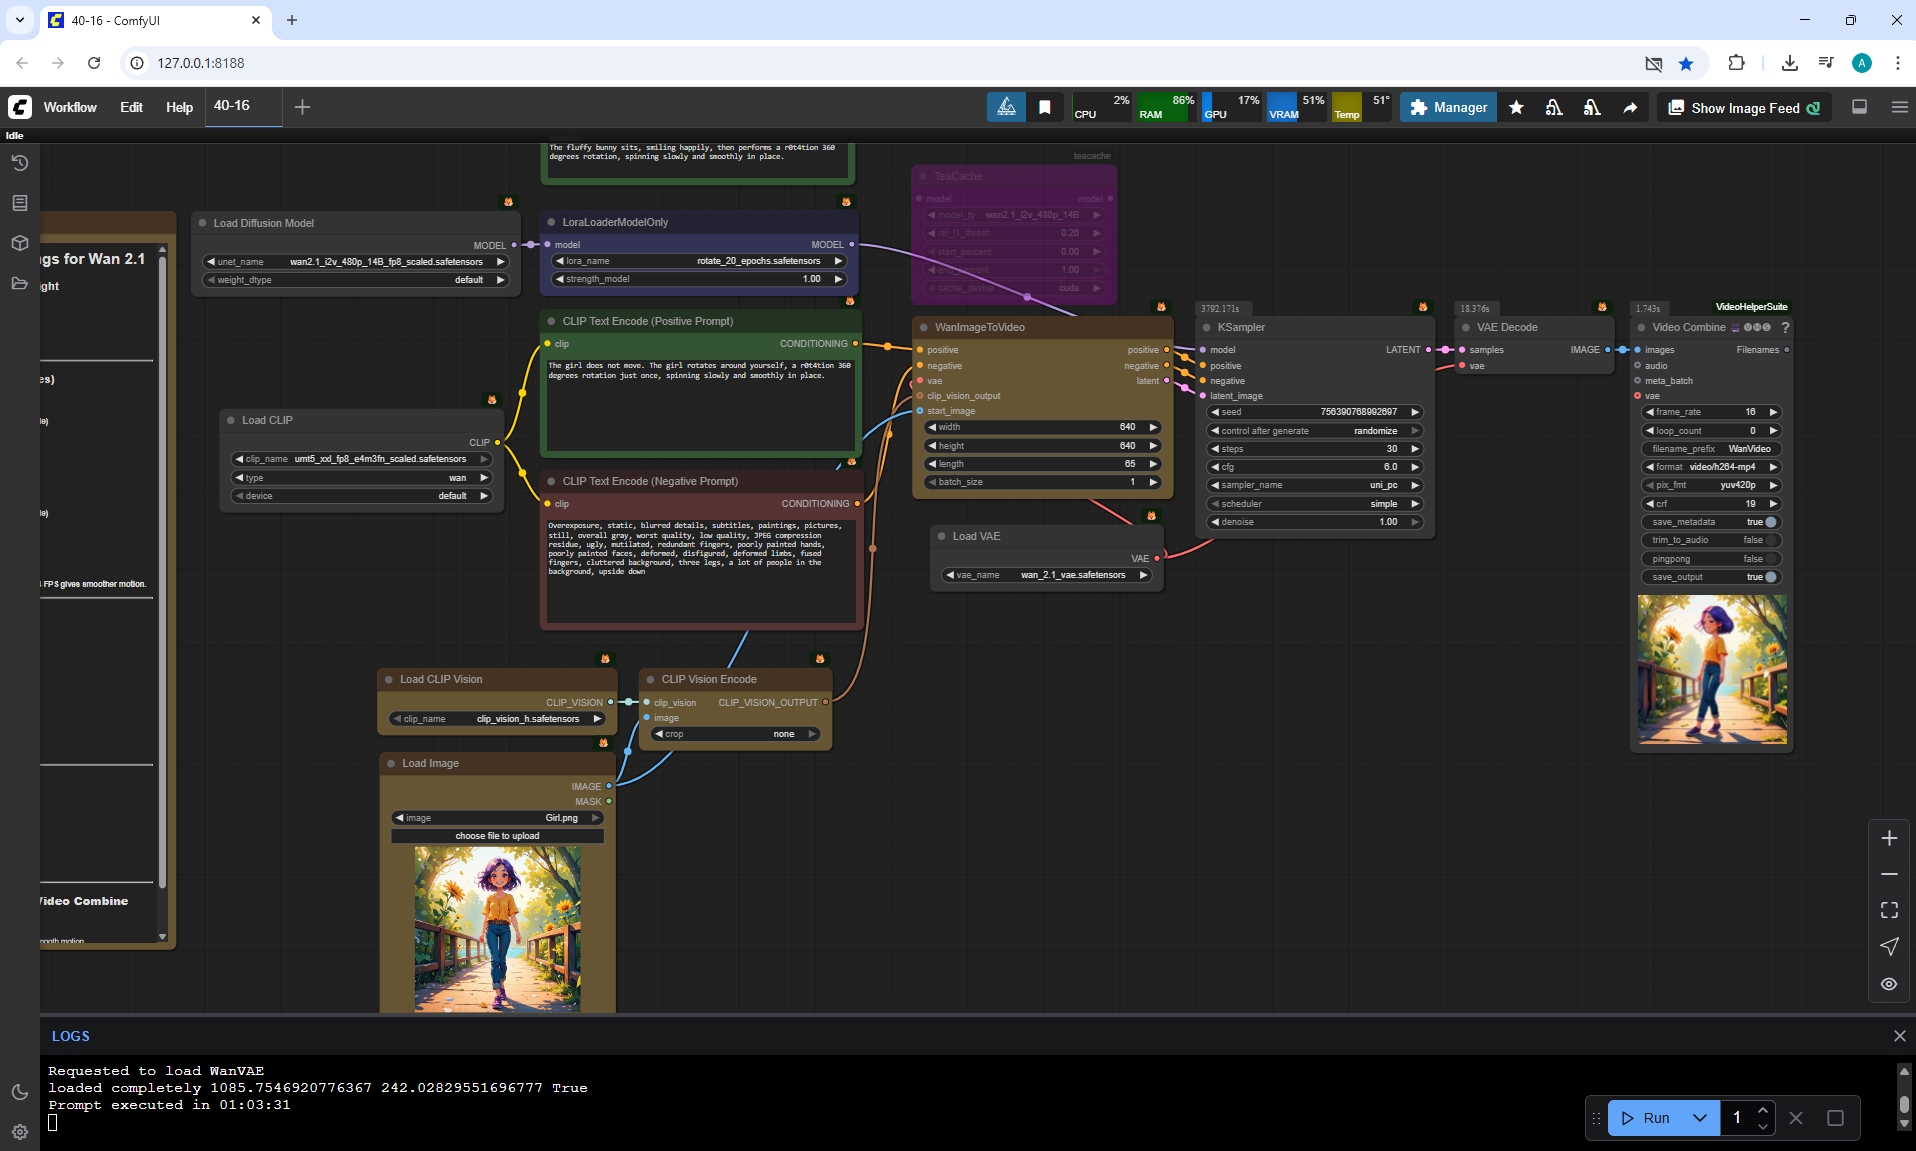 40-16 - ComfyUI
127.0.0.1:8188
Workflow Edit Help 40-16
CPU 2% RAM 86% GPU 17% VRAM 51% Temp 51°
Manager
Show Image Feed
Idle
The fluffy bunny sits, smiling happily, then performs a r0t4tion 360
degrees rotation, spinning slowly and smoothly in place.
gs for Wan 2.1
ight
es)
FPS gives smoother motion.
Video Combine
Load Diffusion Model
MODEL
unet_name wan2.1_i2v_480p_14B_fp8_scaled.safetensors
weight_dtype default
LoraLoaderModelOnly
model MODEL
lora_name rotate_20_epochs.safetensors
strength_model 1.00
teacache
TeaCache
model model
model_ty... wan2.1_i2v_480p_14B
rel_l1_thresh 0.26
start_percent 0.00
end_percent 1.00
cache_device cuda
CLIP Text Encode (Positive Prompt)
clip CONDITIONING
The girl does not move. The girl rotates around yourself, a r0t4tion 360
degrees rotation just once, spinning slowly and smoothly in place.
Load CLIP
CLIP
clip_name umt5_xxl_fp8_e4m3fn_scaled.safetensors
type wan
device default
CLIP Text Encode (Negative Prompt)
clip CONDITIONING
Overexposure, static, blurred details, subtitles, paintings, pictures,
still, overall gray, worst quality, low quality, JPEG compression
residue, ugly, mutilated, redundant fingers, poorly painted hands,
poorly painted faces, deformed, disfigured, deformed limbs, fused
fingers, cluttered background, three legs, a lot of people in the
background, upside down
WanImageToVideo
positive positive
negative negative
vae latent
clip_vision_output
start_image
width 640
height 640
length 65
batch_size 1
Load VAE
VAE
vae_name wan_2.1_vae.safetensors
3792.171s
KSampler
model LATENT
positive
negative
latent_image
seed 756390768992697
control after generate randomize
steps 30
cfg 6.0
sampler_name uni_pc
scheduler simple
denoise 1.00
18.376s
VAE Decode
samples IMAGE
vae
1.743s VideoHelperSuite
Video Combine ?
images Filenames
audio
meta_batch
vae
frame_rate 16
loop_count 0
filename_prefix WanVideo
format video/h264-mp4
pix_fmt yuv420p
crf 19
save_metadata true
trim_to_audio false
pingpong false
save_output true
Load CLIP Vision
CLIP_VISION
clip_name clip_vision_h.safetensors
CLIP Vision Encode
clip_vision CLIP_VISION_OUTPUT
image
crop none
Load Image
IMAGE
MASK
image Girl.png
choose file to upload
LOGS
Requested to load WanVAE
loaded completely 1085.7546920776367 242.02829551696777 True
Prompt executed in 01:03:31
Run 1